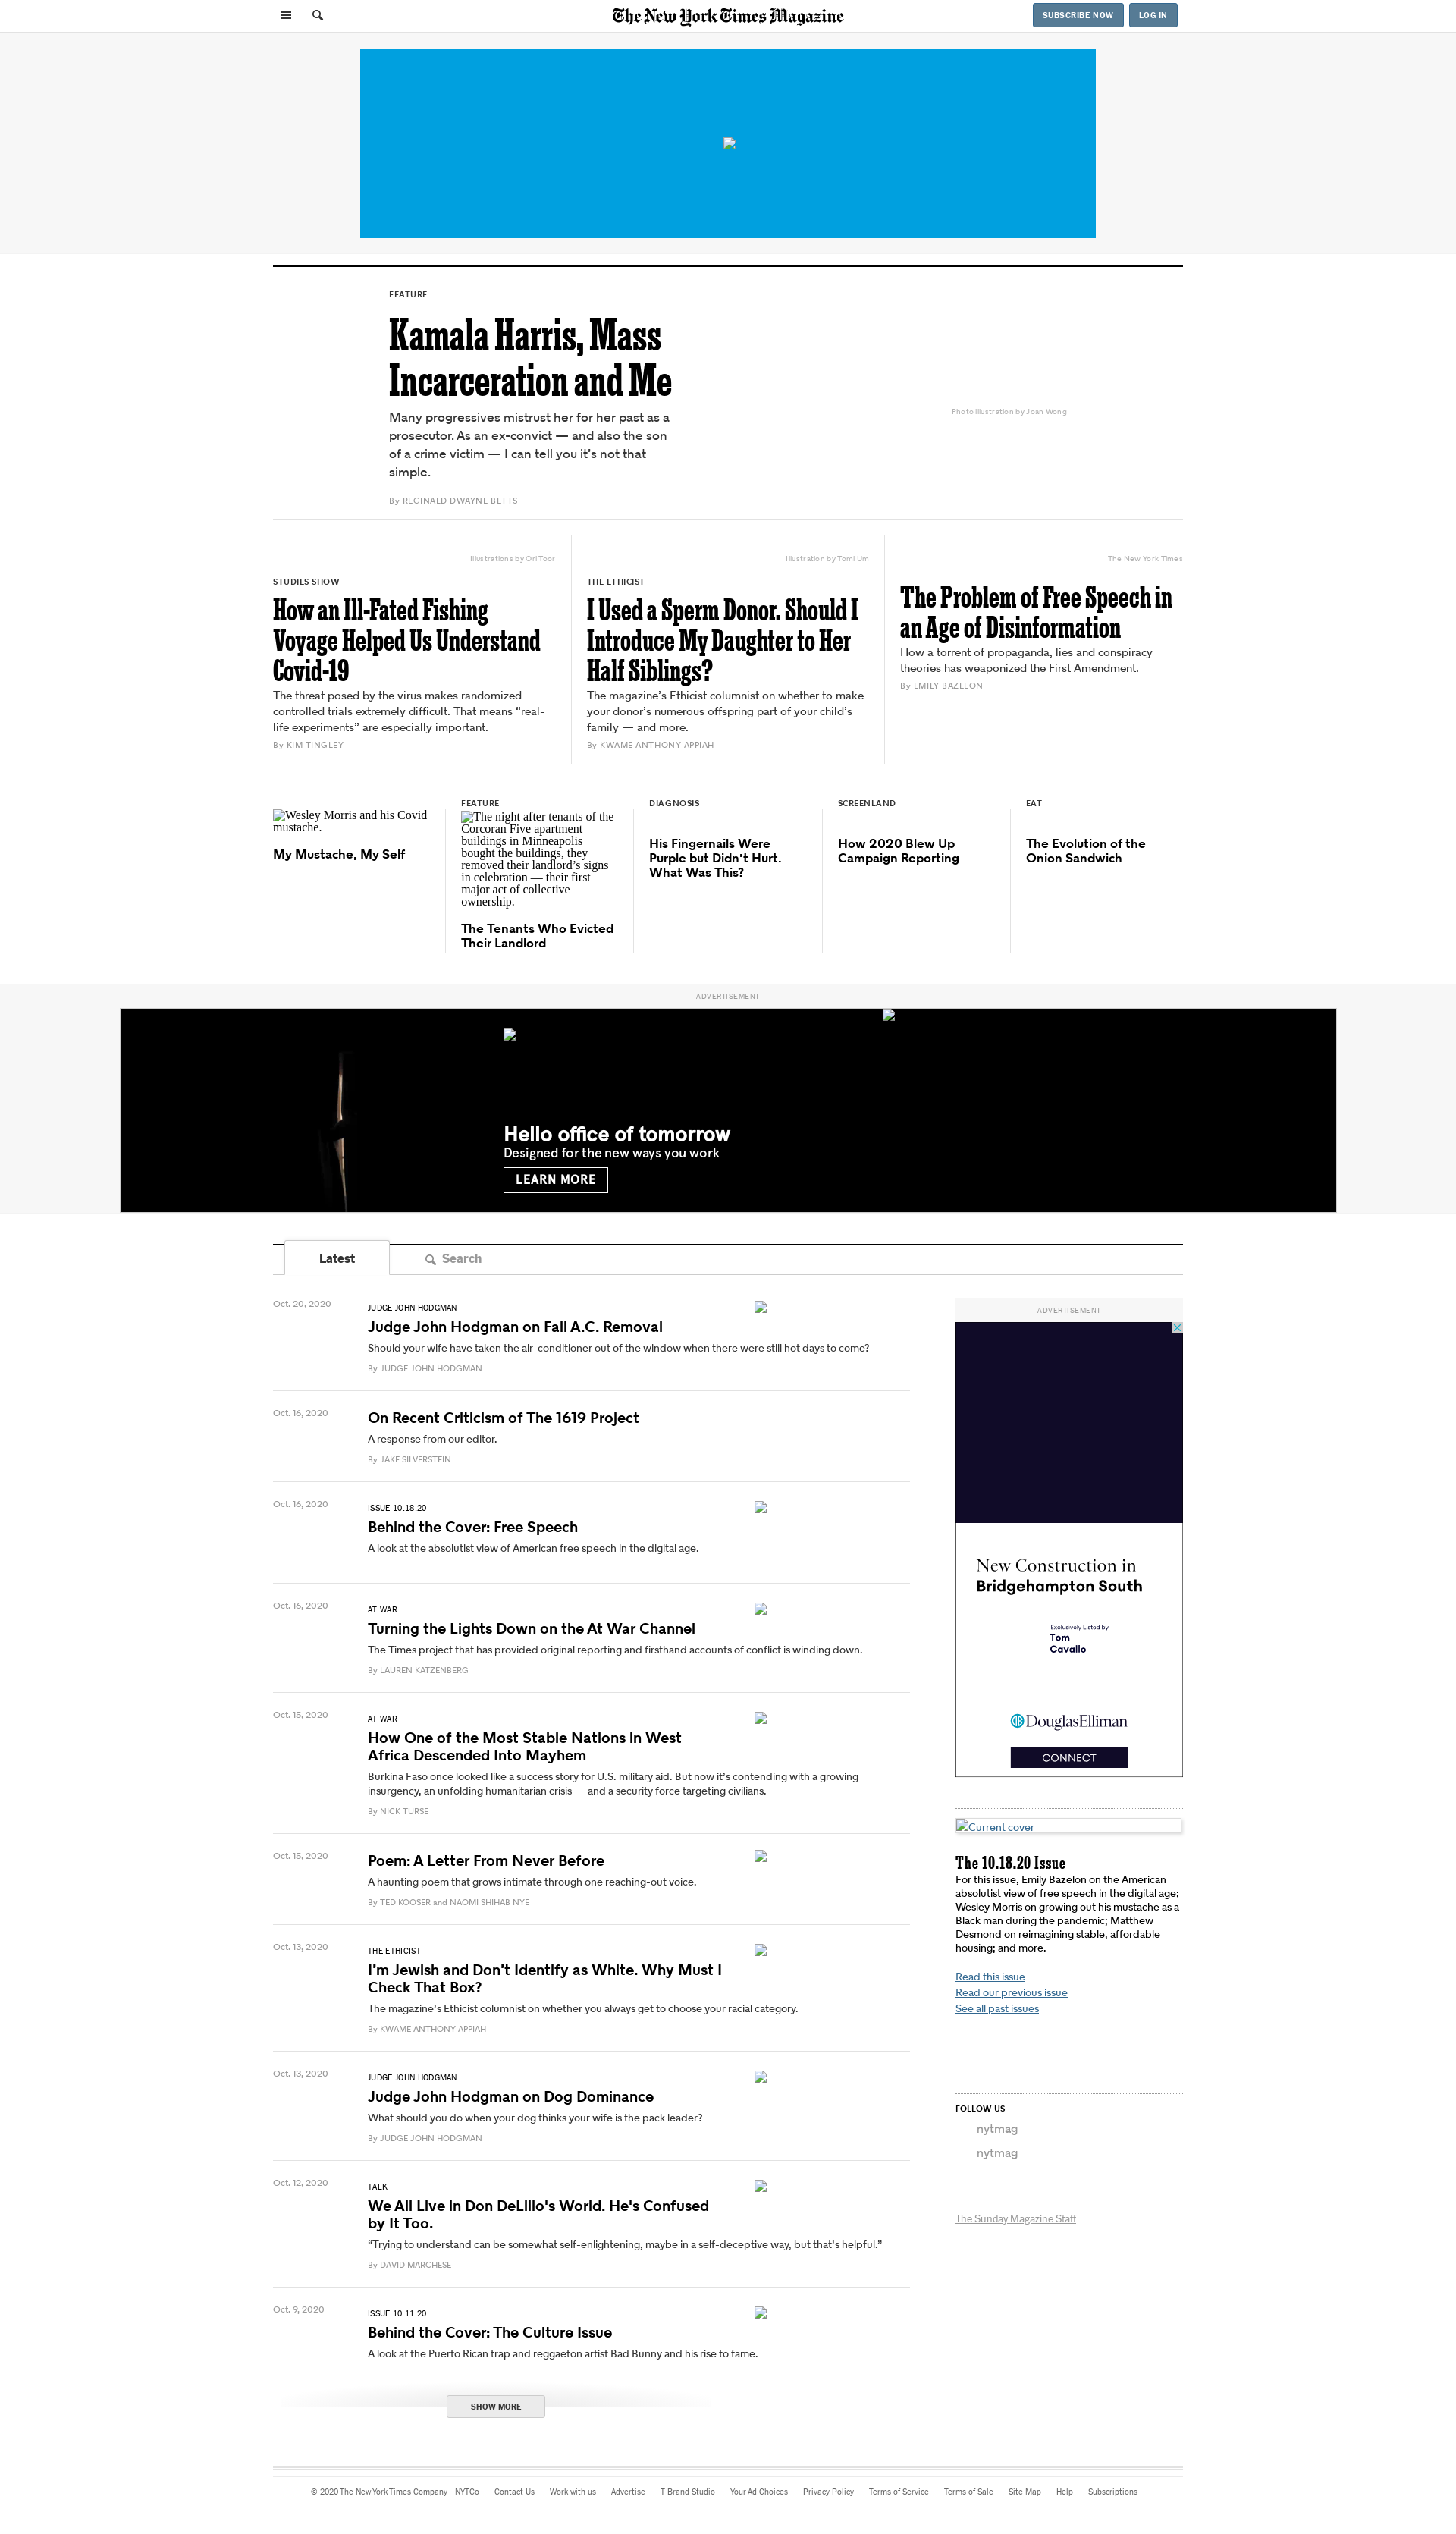 The New York Times Magazine
SUBSCRIBE NOW
LOG IN
FEATURE
Kamala Harris, Mass
Incarceration and Me
Many progressives mistrust her for her past as a
prosecutor. As an ex-convict — and also the son
of a crime victim — I can tell you it’s not that
simple.
By REGINALD DWAYNE BETTS
Photo illustration by Joan Wong
Illustrations by Ori Toor
STUDIES SHOW
How an Ill-Fated Fishing
Voyage Helped Us Understand
Covid-19
The threat posed by the virus makes randomized
controlled trials extremely difficult. That means “real-
life experiments” are especially important.
By KIM TINGLEY
Illustration by Tomi Um
THE ETHICIST
I Used a Sperm Donor. Should I
Introduce My Daughter to Her
Half Siblings?
The magazine’s Ethicist columnist on whether to make
your donor’s numerous offspring part of your child’s
family — and more.
By KWAME ANTHONY APPIAH
The New York Times
The Problem of Free Speech in
an Age of Disinformation
How a torrent of propaganda, lies and conspiracy
theories has weaponized the First Amendment.
By EMILY BAZELON
Wesley Morris and his Covid
mustache.
My Mustache, My Self
FEATURE
The night after tenants of the
Corcoran Five apartment
buildings in Minneapolis
bought the buildings, they
removed their landlord’s signs
in celebration — their first
major act of collective
ownership.
The Tenants Who Evicted
Their Landlord
DIAGNOSIS
His Fingernails Were
Purple but Didn’t Hurt.
What Was This?
SCREENLAND
How 2020 Blew Up
Campaign Reporting
EAT
The Evolution of the
Onion Sandwich
ADVERTISEMENT
Hello office of tomorrow
Designed for the new ways you work
LEARN MORE
Latest
Search
Oct. 20, 2020
JUDGE JOHN HODGMAN
Judge John Hodgman on Fall A.C. Removal
Should your wife have taken the air-conditioner out of the window when there were still hot days to come?
By JUDGE JOHN HODGMAN
Oct. 16, 2020
On Recent Criticism of The 1619 Project
A response from our editor.
By JAKE SILVERSTEIN
Oct. 16, 2020
ISSUE 10.18.20
Behind the Cover: Free Speech
A look at the absolutist view of American free speech in the digital age.
Oct. 16, 2020
AT WAR
Turning the Lights Down on the At War Channel
The Times project that has provided original reporting and firsthand accounts of conflict is winding down.
By LAUREN KATZENBERG
Oct. 15, 2020
AT WAR
How One of the Most Stable Nations in West
Africa Descended Into Mayhem
Burkina Faso once looked like a success story for U.S. military aid. But now it’s contending with a growing
insurgency, an unfolding humanitarian crisis — and a security force targeting civilians.
By NICK TURSE
Oct. 15, 2020
Poem: A Letter From Never Before
A haunting poem that grows intimate through one reaching-out voice.
By TED KOOSER and NAOMI SHIHAB NYE
Oct. 13, 2020
THE ETHICIST
I’m Jewish and Don’t Identify as White. Why Must I
Check That Box?
The magazine’s Ethicist columnist on whether you always get to choose your racial category.
By KWAME ANTHONY APPIAH
Oct. 13, 2020
JUDGE JOHN HODGMAN
Judge John Hodgman on Dog Dominance
What should you do when your dog thinks your wife is the pack leader?
By JUDGE JOHN HODGMAN
Oct. 12, 2020
TALK
We All Live in Don DeLillo's World. He's Confused
by It Too.
“Trying to understand can be somewhat self-enlightening, maybe in a self-deceptive way, but that’s helpful.”
By DAVID MARCHESE
Oct. 9, 2020
ISSUE 10.11.20
Behind the Cover: The Culture Issue
A look at the Puerto Rican trap and reggaeton artist Bad Bunny and his rise to fame.
SHOW MORE
ADVERTISEMENT
New Construction in
Bridgehampton South
Exclusively Listed by
Tom
Cavallo
DouglasElliman
CONNECT
Current cover
The 10.18.20 Issue
For this issue, Emily Bazelon on the American
absolutist view of free speech in the digital age;
Wesley Morris on growing out his mustache as a
Black man during the pandemic; Matthew
Desmond on reimagining stable, affordable
housing; and more.
Read this issue
Read our previous issue
See all past issues
FOLLOW US
nytmag
nytmag
The Sunday Magazine Staff
© 2020 The New York Times Company NYTCo Contact Us Work with us Advertise T Brand Studio Your Ad Choices Privacy Policy Terms of Service Terms of Sale Site Map Help Subscriptions